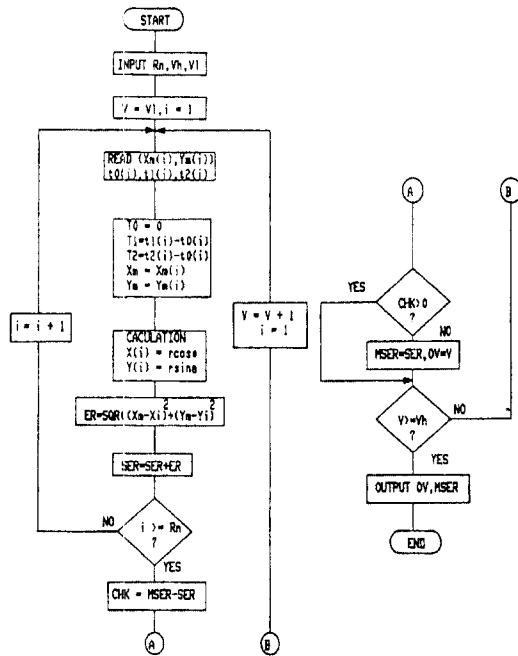 START
INPUT Rn,Vh,Vl
V = Vl,i = 1
READ (Xm(i),Ym(i))
t0(i),t1(i),t2(i)
T0 = 0
T1=t1(i)-t0(i)
T2=t2(i)-t0(i)
Xm = Xm(i)
Ym = Ym(i)
i = i + 1
CACULATION
X(i) = rcose
Y(i) = rsine
ER=SQR((Xm-Xi)2+(Ym-Yi)2
SER=SER+ER
NO
i >= Rn
?
YES
CHK = MSER-SER
A
V = V + 1
i = 1
B
A
B
YES
CHK>0
?
NO
MSER=SER,OV=V
V>=Vh
?
NO
YES
OUTPUT OV,MSER
END